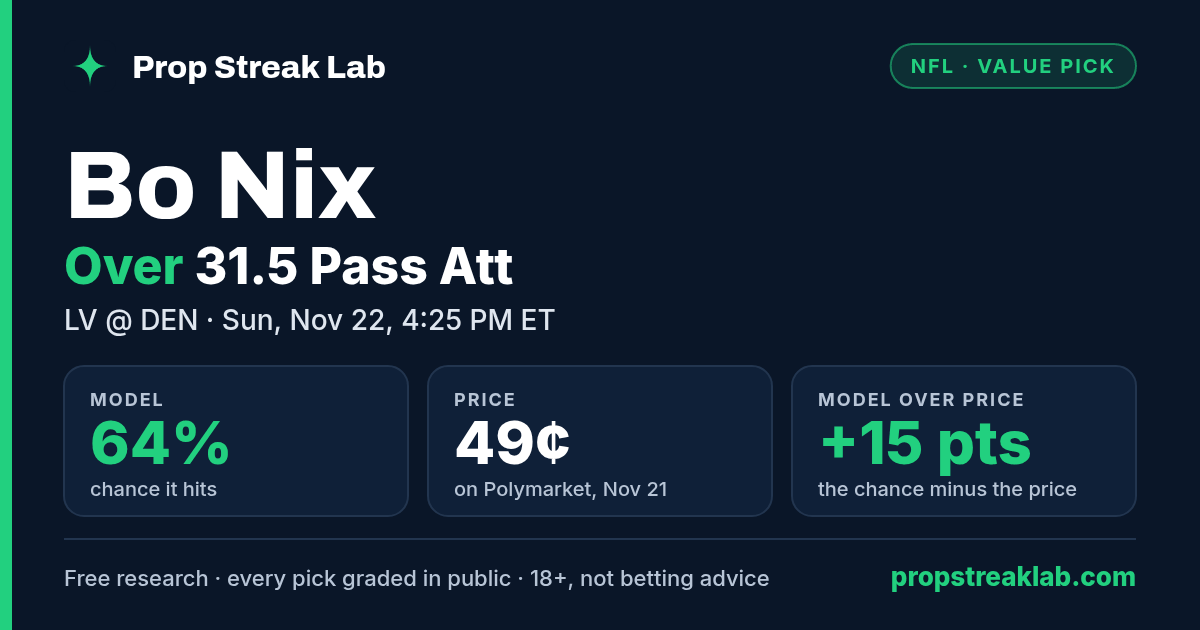 Prop Streak Lab
NFL · VALUE PICK
Bo Nix
Over 31.5 Pass Att
LV @ DEN · Sun, Nov 22, 4:25 PM ET
MODEL
64%
chance it hits
PRICE
49¢
on Polymarket, Nov 21
MODEL OVER PRICE
+15 pts
the chance minus the price
Free research · every pick graded in public · 18+, not betting advice
propstreaklab.com